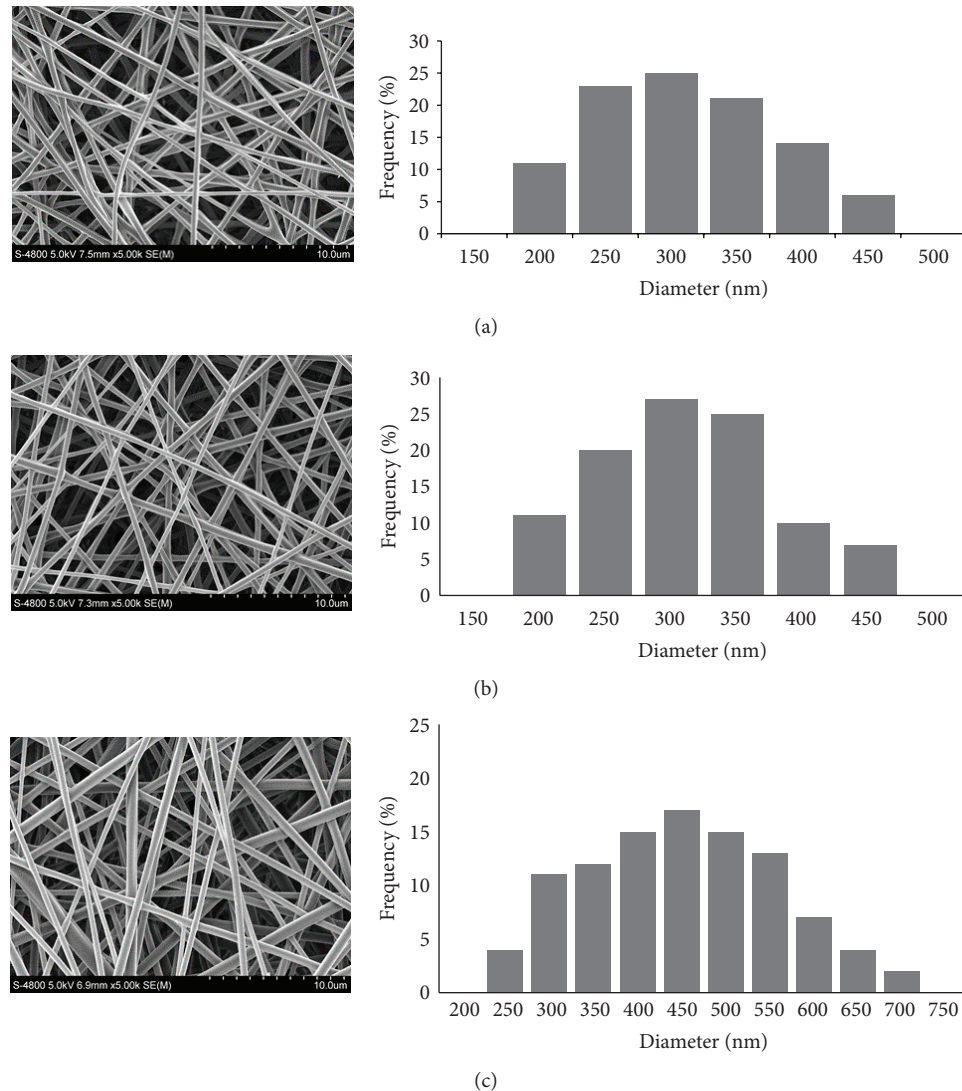 S-4800 5.0kV 7.5mm x5.00k SE(M) 10.0um
30
25
20
15
10
5
0
Frequency (%)
150 200 250 300 350 400 450 500
Diameter (nm)
(a)
S-4800 5.0kV 7.3mm x5.00k SE(M) 10.0um
30
25
20
15
10
5
0
Frequency (%)
150 200 250 300 350 400 450 500
Diameter (nm)
(b)
S-4800 5.0kV 6.9mm x5.00k SE(M) 10.0um
25
20
15
10
5
0
Frequency (%)
200 250 300 350 400 450 500 550 600 650 700 750
Diameter (nm)
(c)